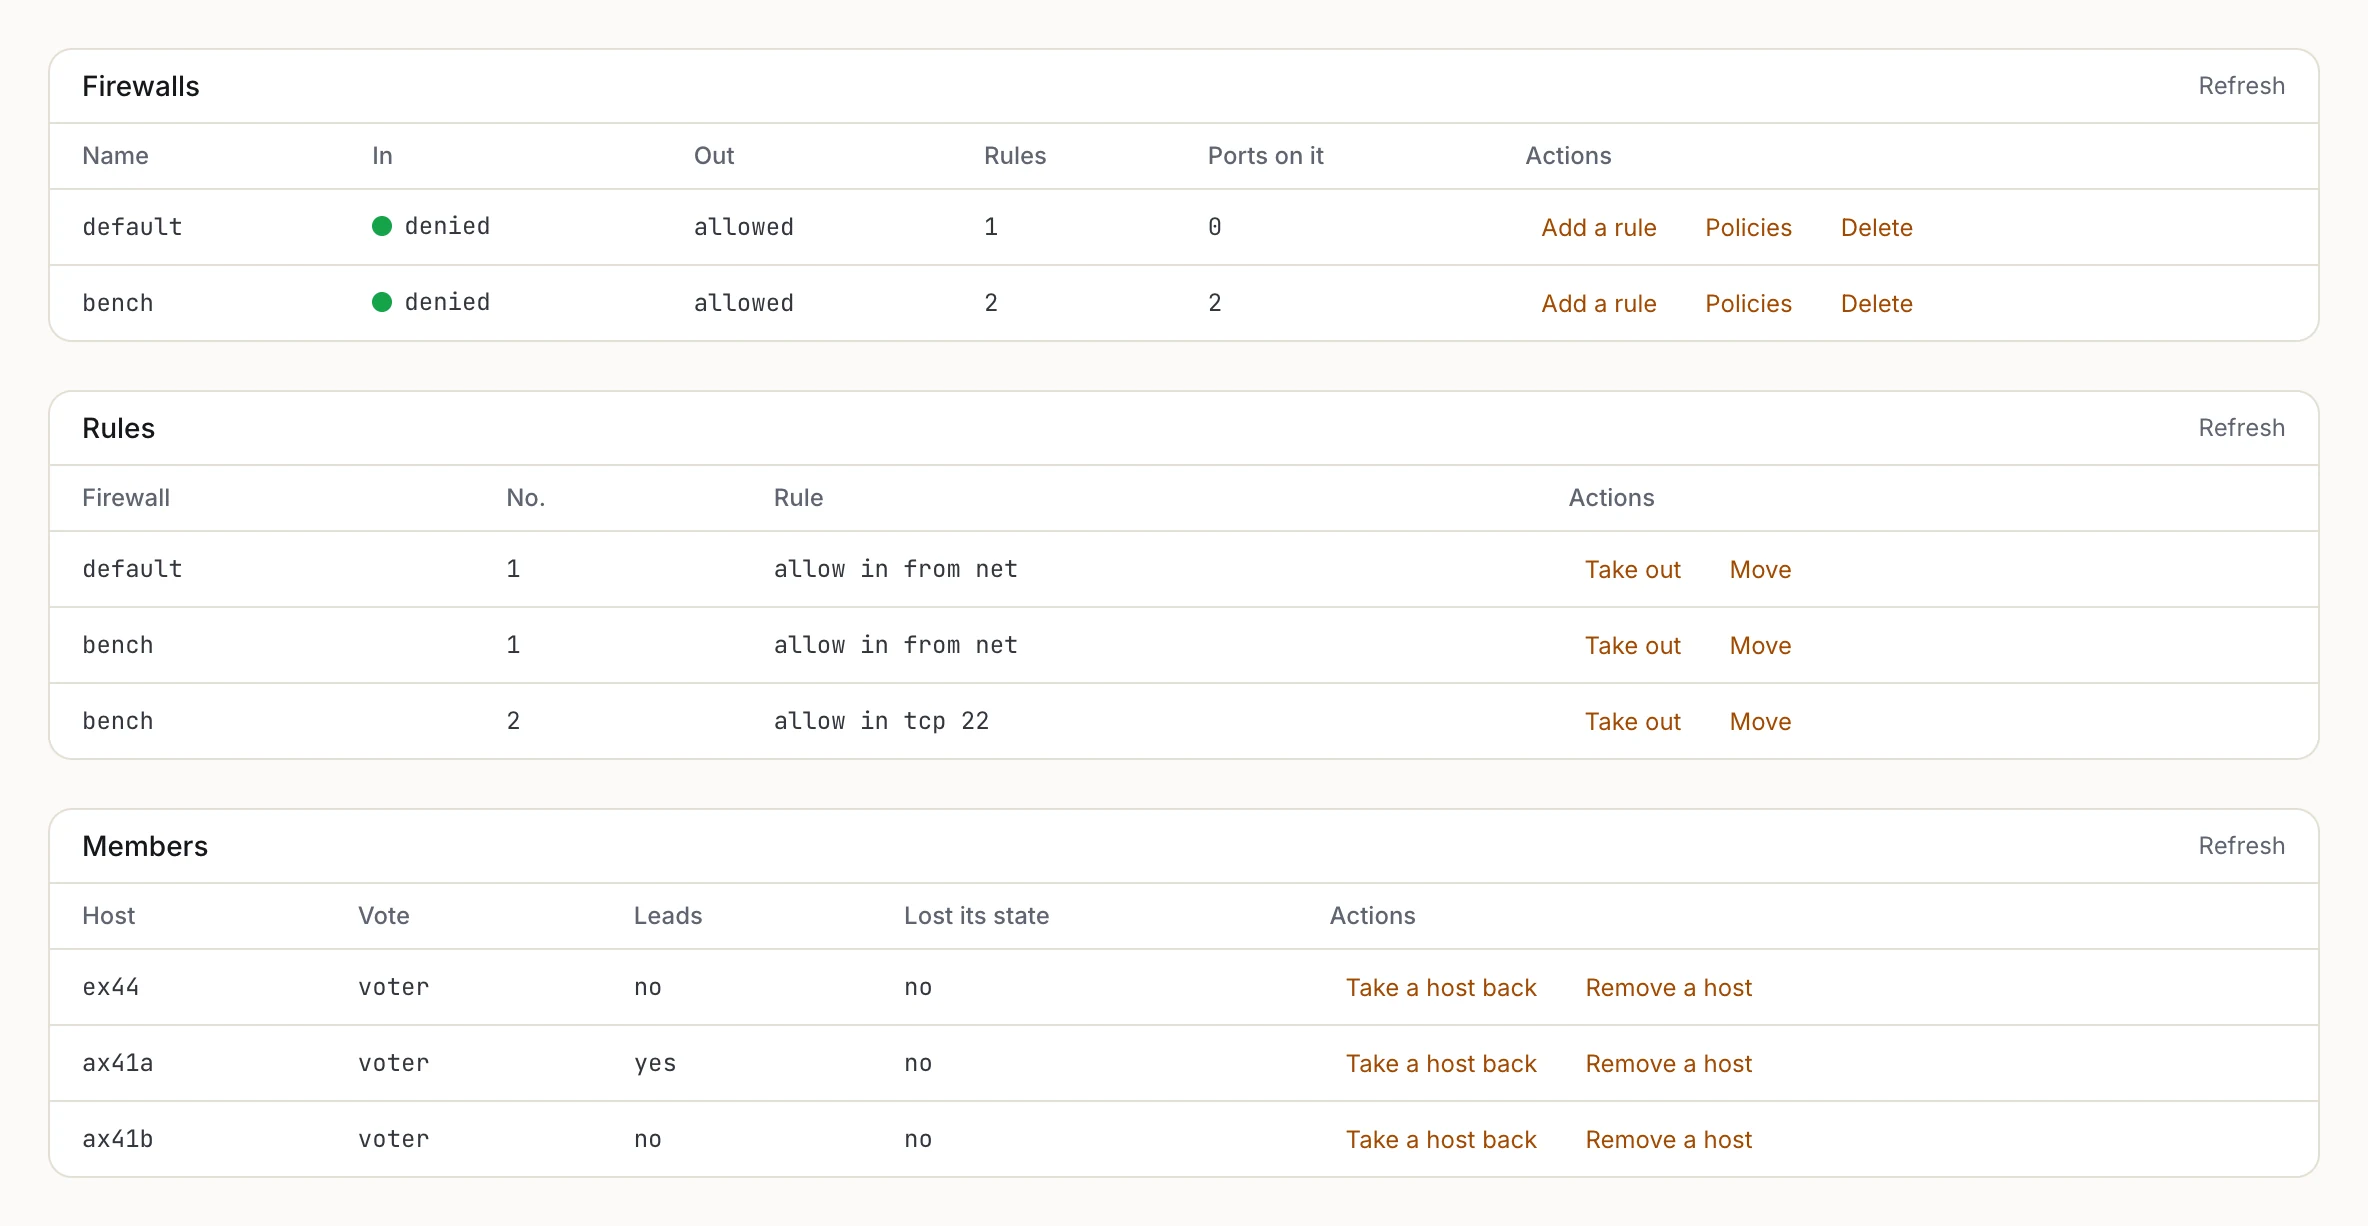 Firewalls Refresh
Name In Out Rules Ports on it Actions
default denied allowed 1 0 Add a rule Policies Delete
bench denied allowed 2 2 Add a rule Policies Delete
Rules Refresh
Firewall No. Rule Actions
default 1 allow in from net Take out Move
bench 1 allow in from net Take out Move
bench 2 allow in tcp 22 Take out Move
Members Refresh
Host Vote Leads Lost its state Actions
ex44 voter no no Take a host back Remove a host
ax41a voter yes no Take a host back Remove a host
ax41b voter no no Take a host back Remove a host